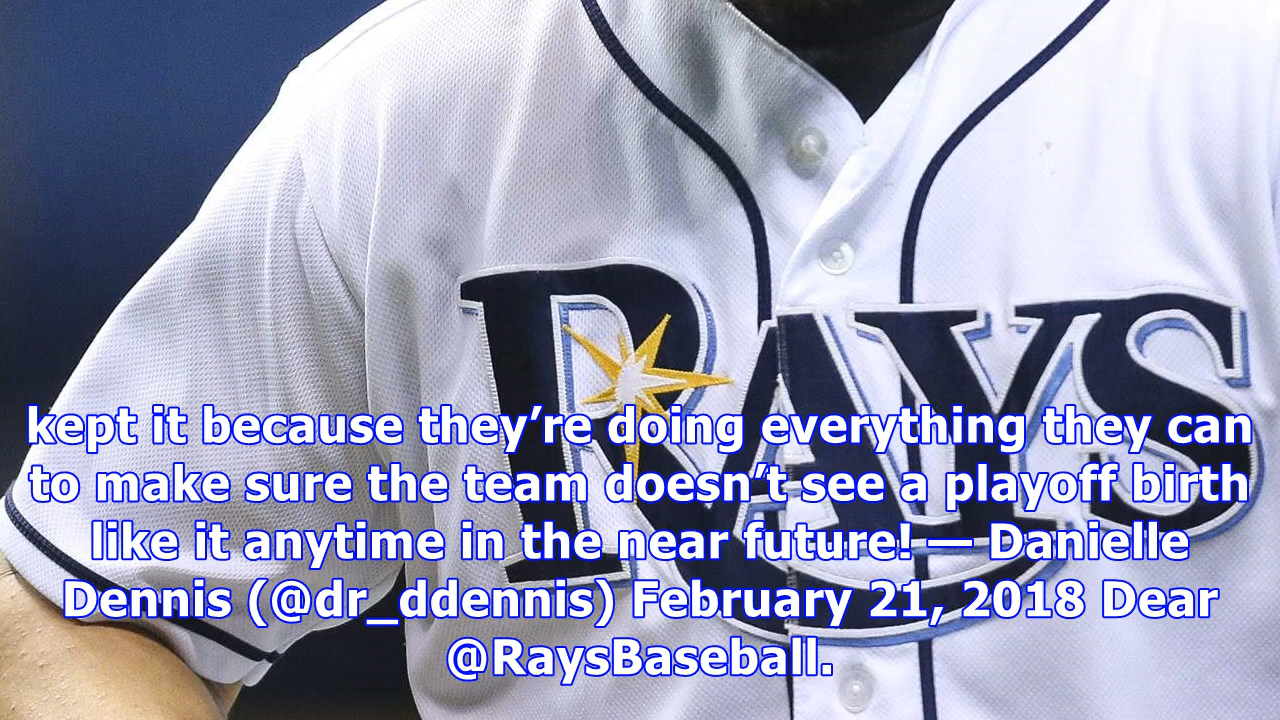 RAYS
kept it because they’re doing everything they can
to make sure the team doesn’t see a playoff birth
like it anytime in the near future! — Danielle
Dennis (@dr_ddennis) February 21, 2018 Dear
@RaysBaseball.